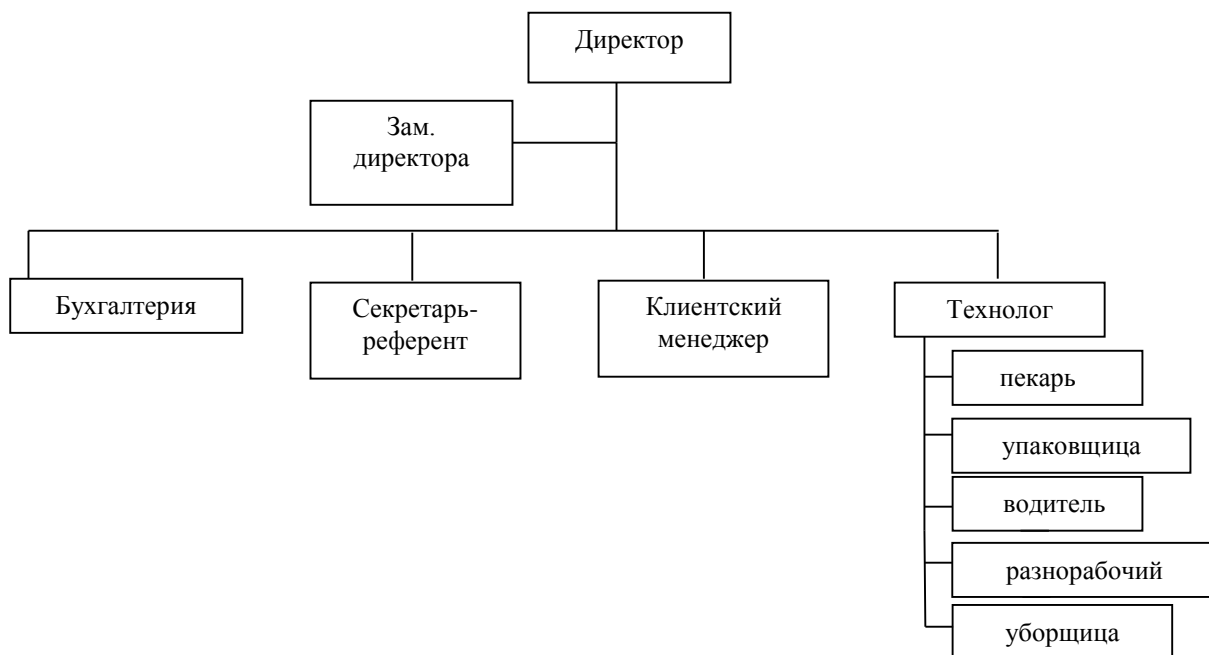 Директор
Зам.
директора
Бухгалтерия
Секретарь-
референт
Клиентский
менеджер
Технолог
пекарь
упаковщица
водитель
разнорабочий
уборщица